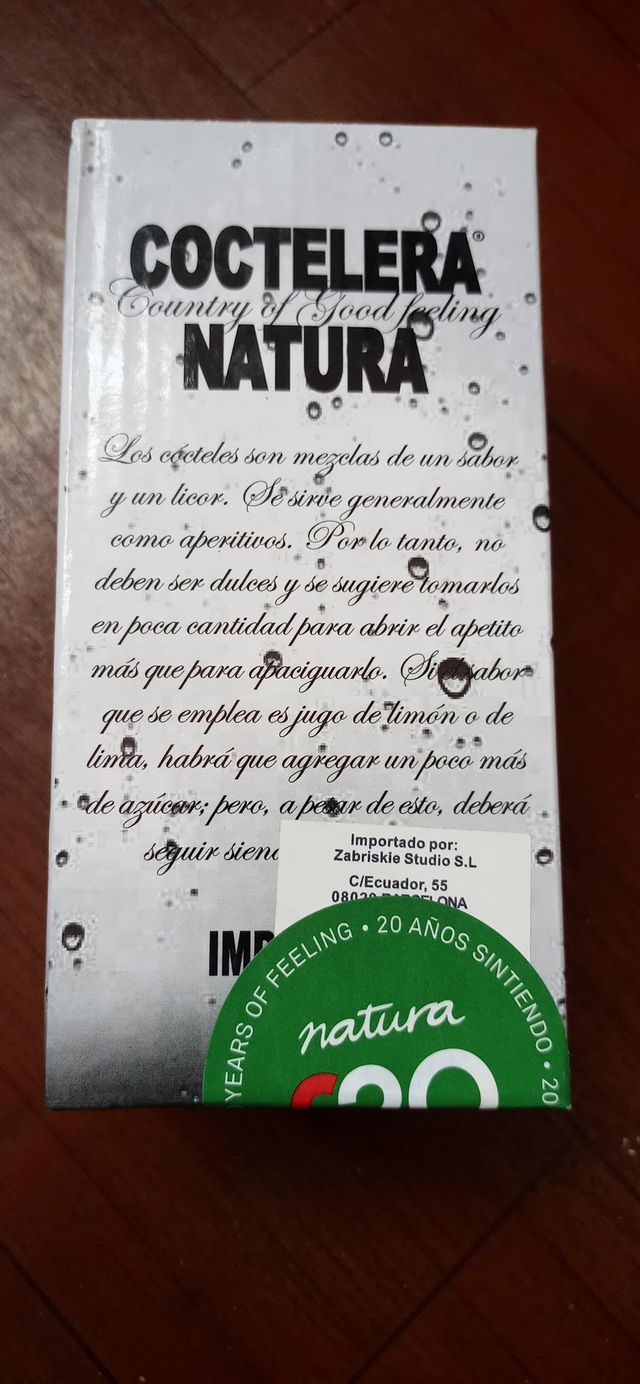 COCTELERA®
Country of Good feeling
NATURA
Los cócteles son mezclas de un sabor
y un licor. Se sirve generalmente
como aperitivos. Por lo tanto, no
deben ser dulces y se sugiere tomarlos
en poca cantidad para abrir el apetito
más que para apaciguarlo. Si el sabor
que se emplea es jugo de limón o de
lima, habrá que agregar un poco más
de azúcar; pero, a pesar de esto, deberá
seguir
Importado por:
Zabriskie Studio S.L
C/Ecuador, 55
BARCELONA
YEARS OF FEELING • 20 AÑOS SINTIENDO • 20
natura
20